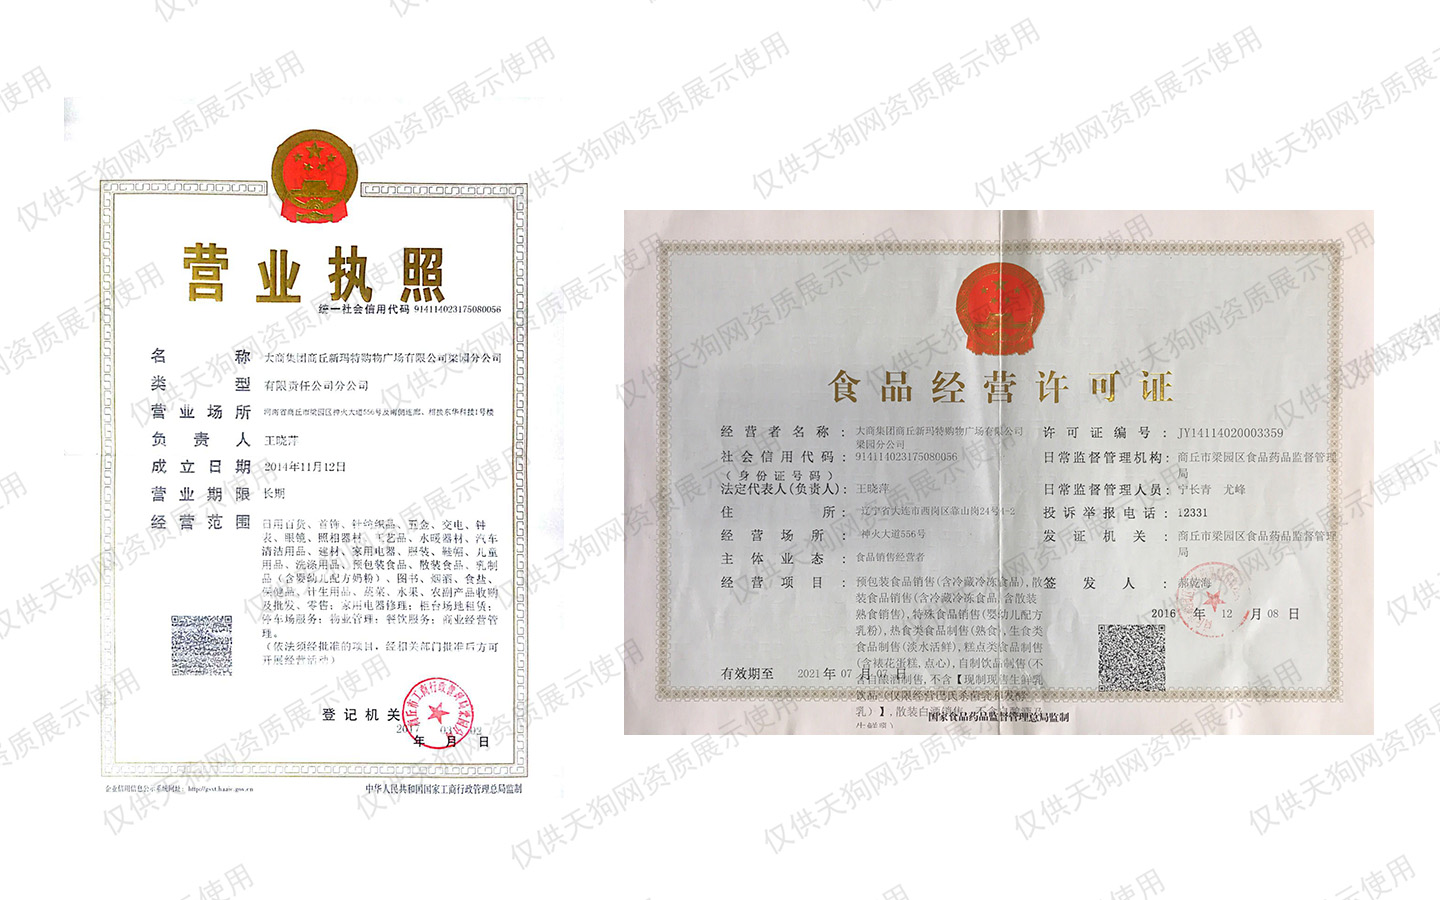 营业执照
统一社会信用代码 914114023175080056
名称 大商集团商丘新玛特购物广场有限公司梁园分公司
类型 有限责任公司分公司
营业场所 河南省商丘市梁园区神火大道556号及南侧连廊、相接东华科技1号楼
负责人 王晓萍
成立日期 2014年11月12日
营业期限 长期
经营范围 日用百货、首饰、针纺织品、五金、交电、钟
表、眼镜、照相器材、工艺品、水暖器材、汽车
清洁用品、建材、家用电器、服装、鞋帽、儿童
用品、洗涤用品、预包装食品、散装食品、乳制
品（含婴幼儿配方奶粉）、图书、烟酒、食盐、
保健品、计生用品、蔬菜、水果、农副产品收购
及批发、零售；家用电器修理；柜台场地租赁；
停车场服务；物业管理；餐饮服务；商业经营管
理。
（依法须经批准的项目，经相关部门批准后方可
开展经营活动）
登记机关
年 月 日
企业信用信息公示系统网址：http://gsxt.haaic.gov.cn
中华人民共和国国家工商行政管理总局监制
食品经营许可证
经营者名称：大商集团商丘新玛特购物广场有限公司
梁园分公司
社会信用代码：914114023175080056
（身份证号码）
法定代表人(负责人)：王晓萍
住所：辽宁省大连市西岗区靠山岗24号4-2
经营场所：神火大道556号
主体业态：食品销售经营者
经营项目：预包装食品销售(含冷藏冷冻食品), 散
装食品销售(含冷藏冷冻食品, 含散装
熟食销售), 特殊食品销售(婴幼儿配方
乳粉), 热食类食品制售(熟食), 生食类
食品制售(淡水活鲜), 糕点类食品制售
(含裱花蛋糕, 点心), 自制饮品制售(不
含自酿酒制售, 不含【现制现售生鲜乳
饮品（仅限经营巴氏杀菌乳和发酵
乳）】, 散装白酒销售
有效期至 2021年07月 日
许可证编号：JY14114020003359
日常监督管理机构：商丘市梁园区食品药品监督管理
局
日常监督管理人员：宁长青 尤峰
投诉举报电话：12331
发证机关：商丘市梁园区食品药品监督管理
局
签发人：郝乾海
2016年12月08日
国家食品药品监督管理总局监制
仅供天狗网资质展示使用